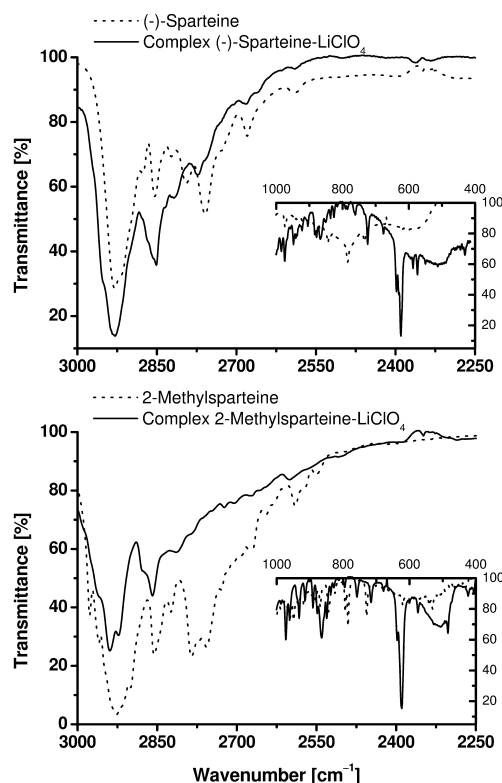 (-)-Sparteine
Complex (-)-Sparteine-LiClO4
100
80
60
40
20
Transmittance [%]
1000 800 600 400
100
80
60
40
20
3000 2850 2700 2550 2400 2250
2-Methylsparteine
Complex 2-Methylsparteine-LiClO4
100
80
60
40
20
0
Transmittance [%]
1000 800 600 400
100
80
60
40
20
3000 2850 2700 2550 2400 2250
Wavenumber [cm⁻¹]